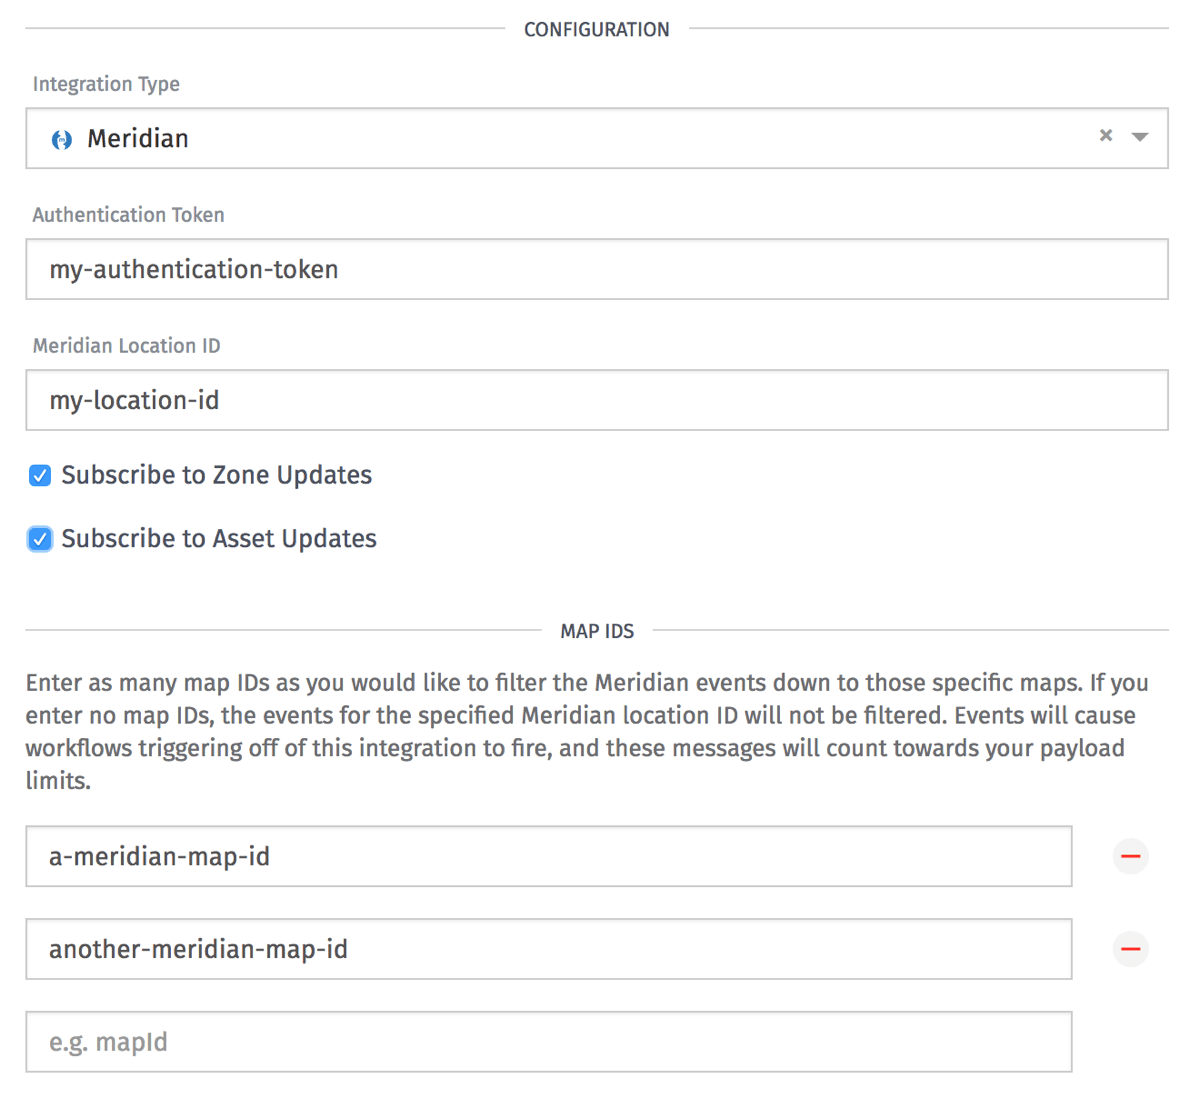 CONFIGURATION
Integration Type
Meridian
Authentication Token
my-authentication-token
Meridian Location ID
my-location-id
Subscribe to Zone Updates
Subscribe to Asset Updates
MAP IDS
Enter as many map IDs as you would like to filter the Meridian events down to those specific maps. If you
enter no map IDs, the events for the specified Meridian location ID will not be filtered. Events will cause
workflows triggering off of this integration to fire, and these messages will count towards your payload
limits.
a-meridian-map-id
another-meridian-map-id
e.g. mapId